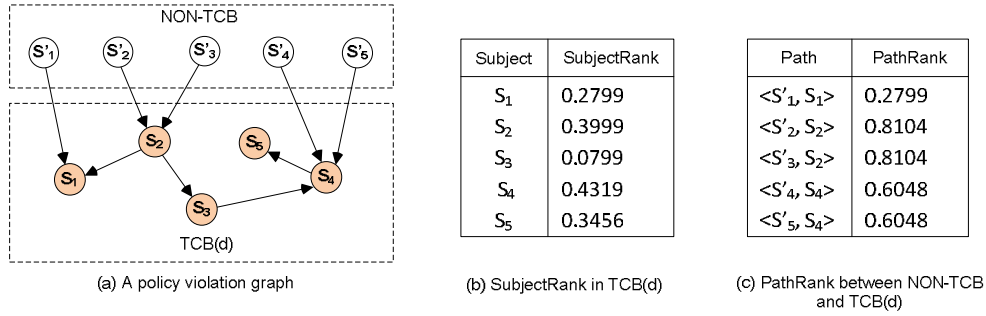 NON-TCB
S'1 S'2 S'3 S'4 S'5
S2
S5
S1
S4
S3
TCB(d)
(a) A policy violation graph
Subject SubjectRank
S1 0.2799
S2 0.3999
S3 0.0799
S4 0.4319
S5 0.3456
(b) SubjectRank in TCB(d)
Path PathRank
<S'1, S1> 0.2799
<S'2, S2> 0.8104
<S'3, S2> 0.8104
<S'4, S4> 0.6048
<S'5, S4> 0.6048
(c) PathRank between NON-TCB
and TCB(d)